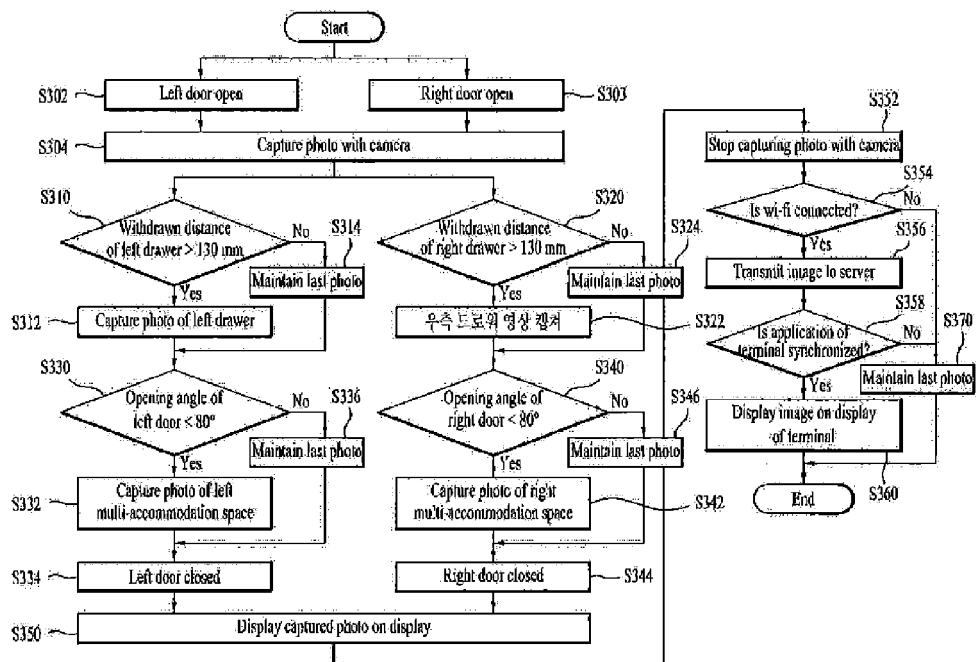 Start
S302
Left door open
Right door open
S303
S304
Capture photo with camera
S310
Withdrawn distance
of left drawer > 130 mm
No
S314
Maintain last photo
Yes
S312
Capture photo of left drawer
S320
Withdrawn distance
of right drawer > 130 mm
No
S324
Maintain last photo
Yes
우측 드로워 영상 캡처
S322
S330
Opening angle of
left door < 80°
No
S336
Maintain last photo
Yes
S332
Capture photo of left
multi-accommodation space
S340
Opening angle of
right door < 80°
No
S346
Maintain last photo
Yes
Capture photo of right
multi-accommodation space
S342
S334
Left door closed
Right door closed
S344
S350
Display captured photo on display
S352
Stop capturing photo with camera
S354
Is wi-fi connected?
No
Yes
S356
Transmit image to server
S358
Is application of
terminal synchronized?
No
S370
Maintain last photo
Yes
Display image on display
of terminal
S360
End